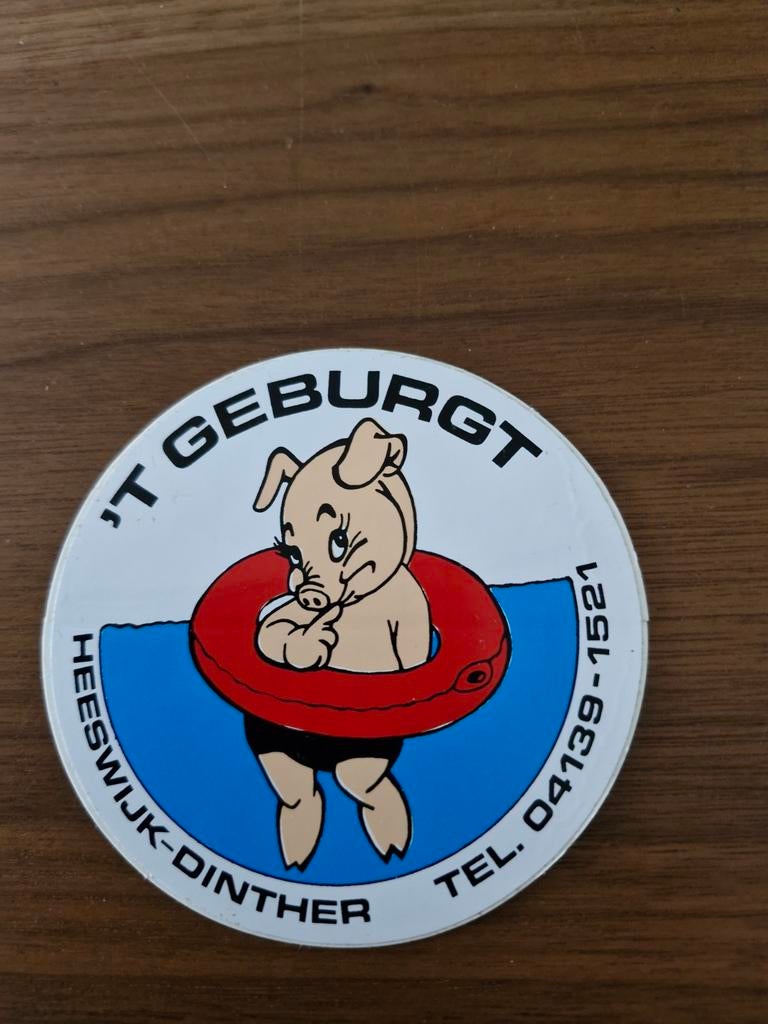 'T GEBURGT
HEESWIJK-DINTHER
TEL. 04139-1521